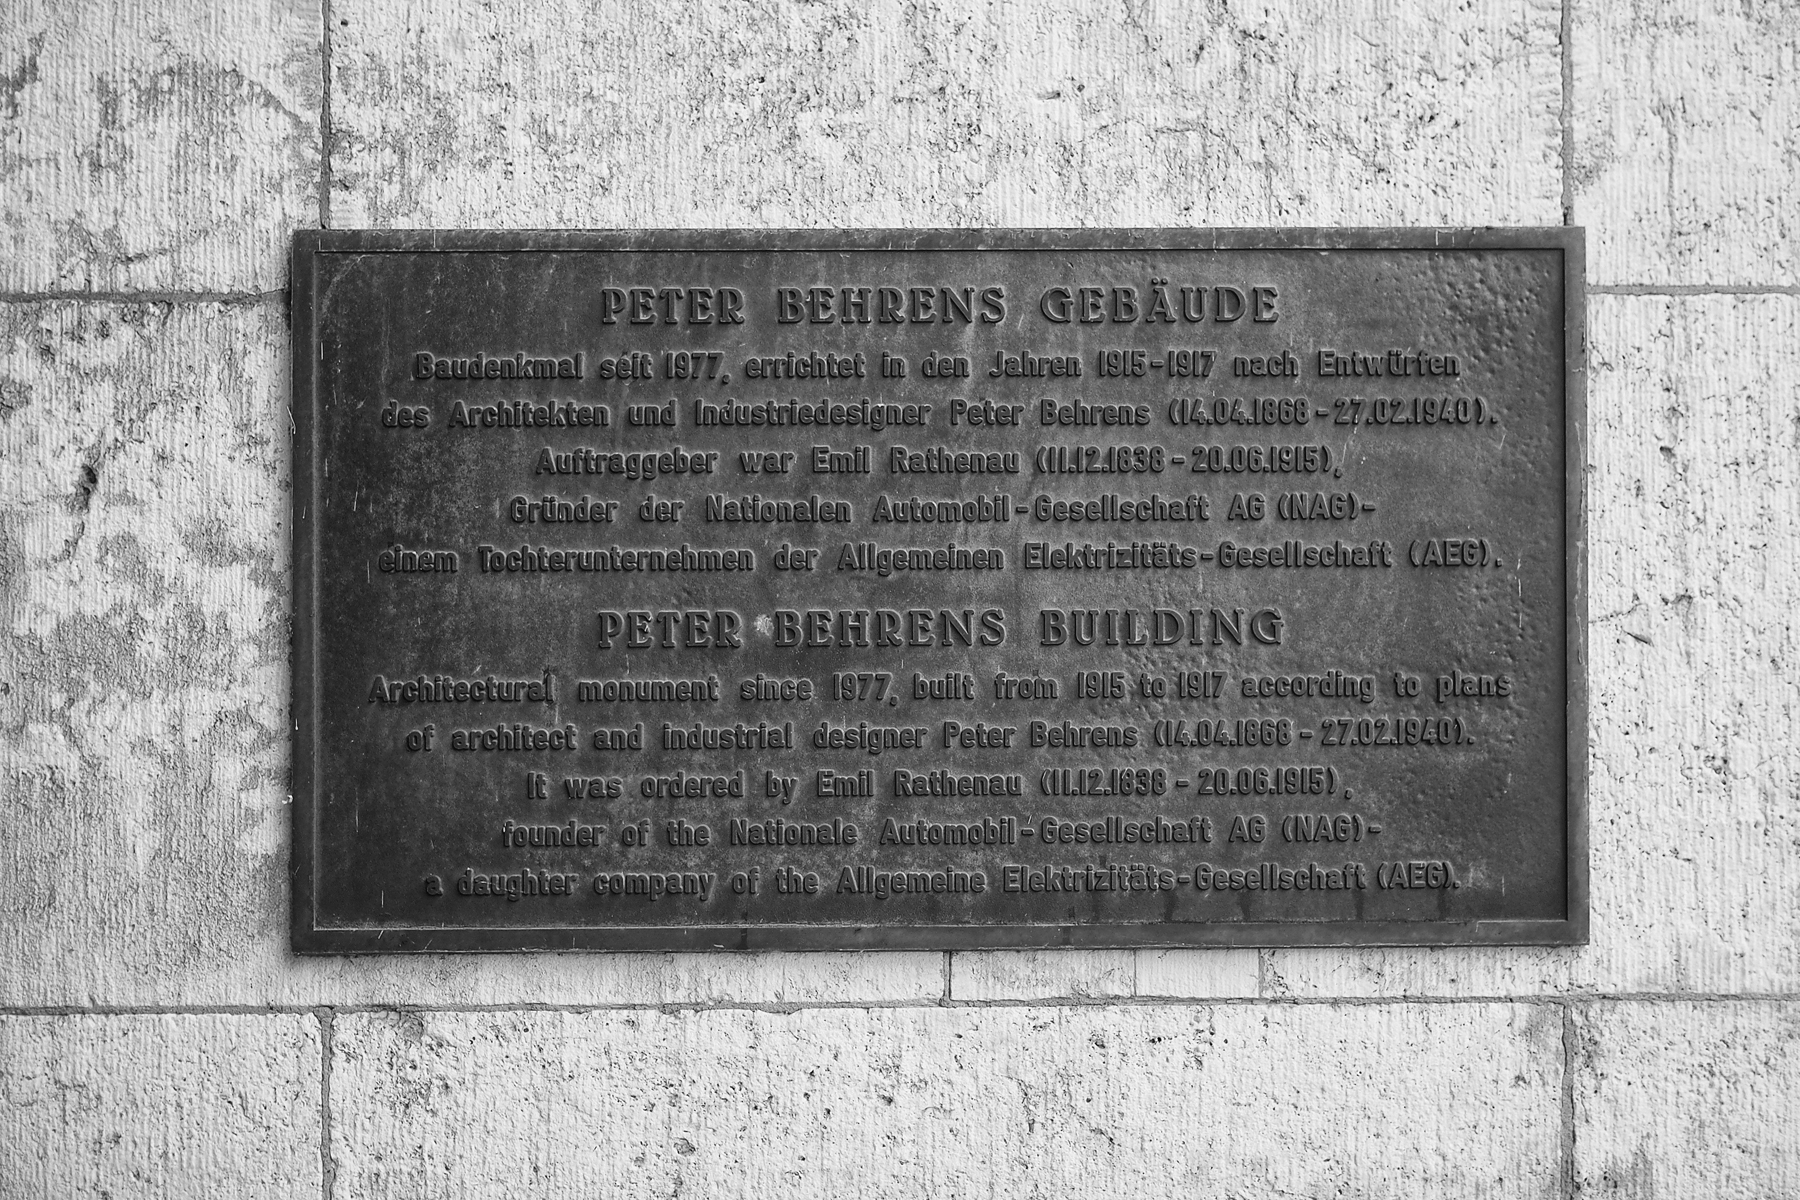 PETER BEHRENS GEBÄUDE
Baudenkmal seit 1977, errichtet in den Jahren 1915-1917 nach Entwürfen
des Architekten und Industriedesigner Peter Behrens (14.04.1868-27.02.1940).
Auftraggeber war Emil Rathenau (11.12.1838-20.06.1915),
Gründer der Nationalen Automobil-Gesellschaft AG (NAG)-
einem Tochterunternehmen der Allgemeinen Elektrizitäts-Gesellschaft (AEG).
PETER BEHRENS BUILDING
Architectural monument since 1977, built from 1915 to 1917 according to plans
of architect and industrial designer Peter Behrens (14.04.1868-27.02.1940).
It was ordered by Emil Rathenau (11.12.1838-20.06.1915),
founder of the Nationale Automobil-Gesellschaft AG (NAG)-
a daughter company of the Allgemeine Elektrizitäts-Gesellschaft (AEG).